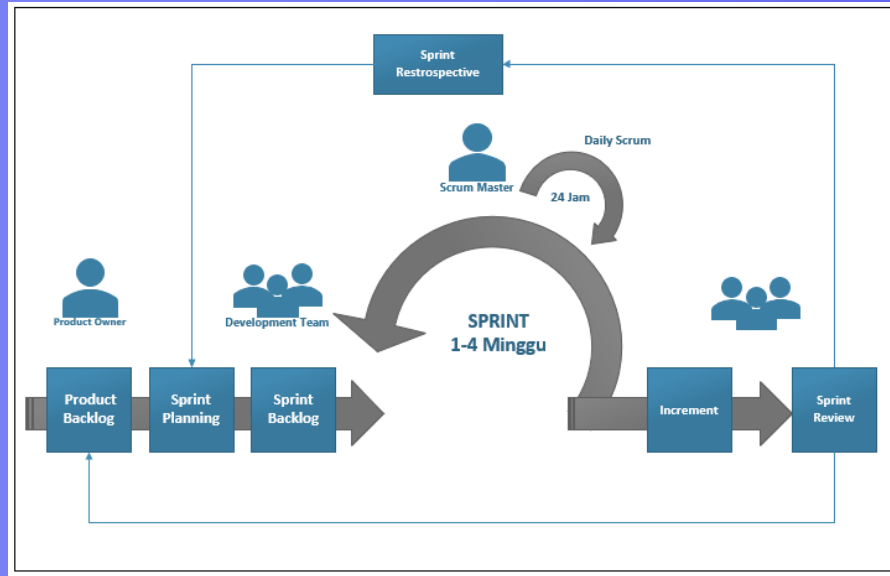 Sprint
Restrospective
Daily Scrum
Scrum Master
24 Jam
Product Owner
Development Team
SPRINT
1-4 Minggu
Product
Backlog
Sprint
Planning
Sprint
Backlog
Increment
Sprint
Review